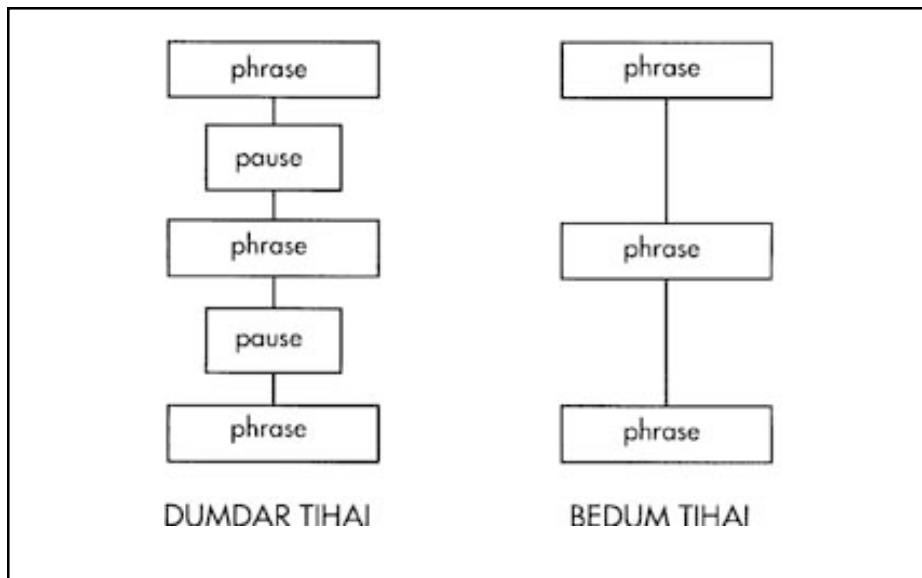 phrase
pause
phrase
pause
phrase
DUMDAR TIHAI
phrase
phrase
phrase
BEDUM TIHAI